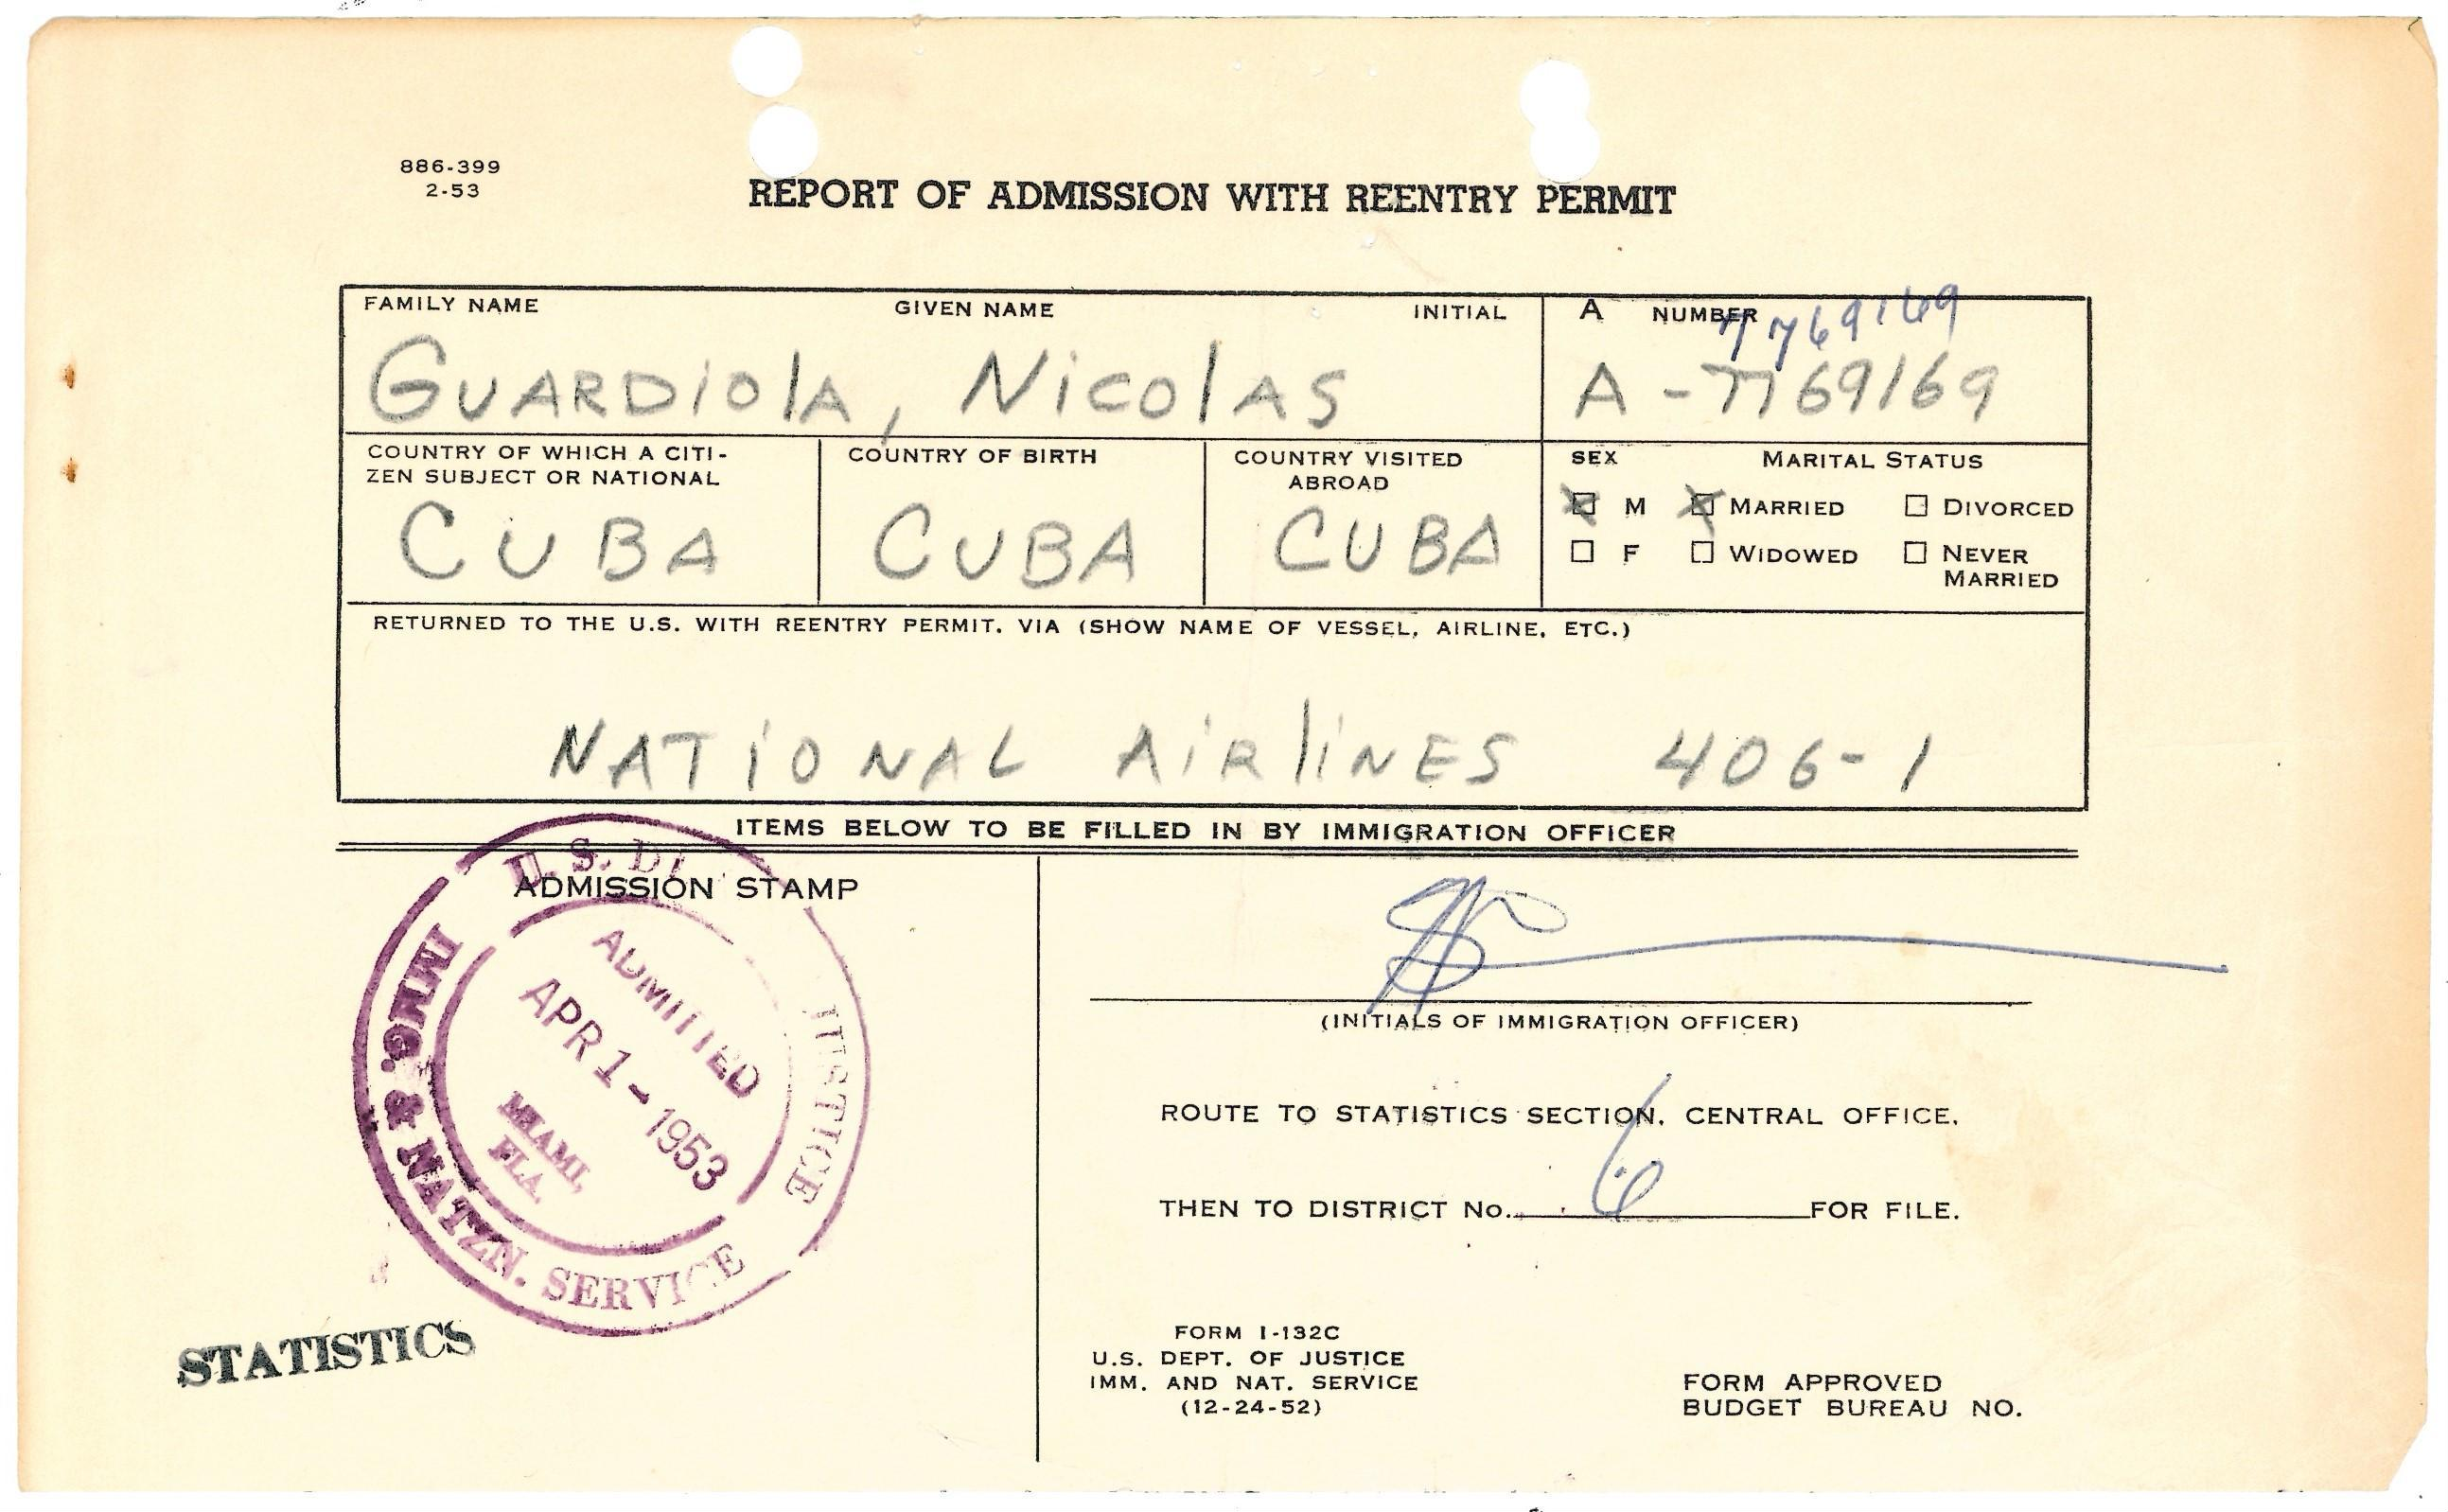 886-399
2-53
REPORT OF ADMISSION WITH REENTRY PERMIT
FAMILY NAME GIVEN NAME INITIAL A NUMBER
7769169
GUARDiolA, NicolAS A-7769169
COUNTRY OF WHICH A CITI-
ZEN SUBJECT OR NATIONAL
CUBA
COUNTRY OF BIRTH
CUBA
COUNTRY VISITED
ABROAD
CUBA
SEX MARITAL STATUS
M MARRIED DIVORCED
F WIDOWED NEVER
MARRIED
RETURNED TO THE U.S. WITH REENTRY PERMIT. VIA (SHOW NAME OF VESSEL, AIRLINE, ETC.)
NATiONAL AiRliNES 406-1
ITEMS BELOW TO BE FILLED IN BY IMMIGRATION OFFICER
ADMISSION STAMP
U.S. JUSTICE
IMMG. & NATZN. SERVICE
ADMITTED
APR 1-1953
MIAMI,
FLA.
STATISTICS
(INITIALS OF IMMIGRATION OFFICER)
ROUTE TO STATISTICS SECTION, CENTRAL OFFICE,
THEN TO DISTRICT No. 6 FOR FILE.
FORM I-132C
U.S. DEPT. OF JUSTICE
IMM. AND NAT. SERVICE
(12-24-52)
FORM APPROVED
BUDGET BUREAU NO.